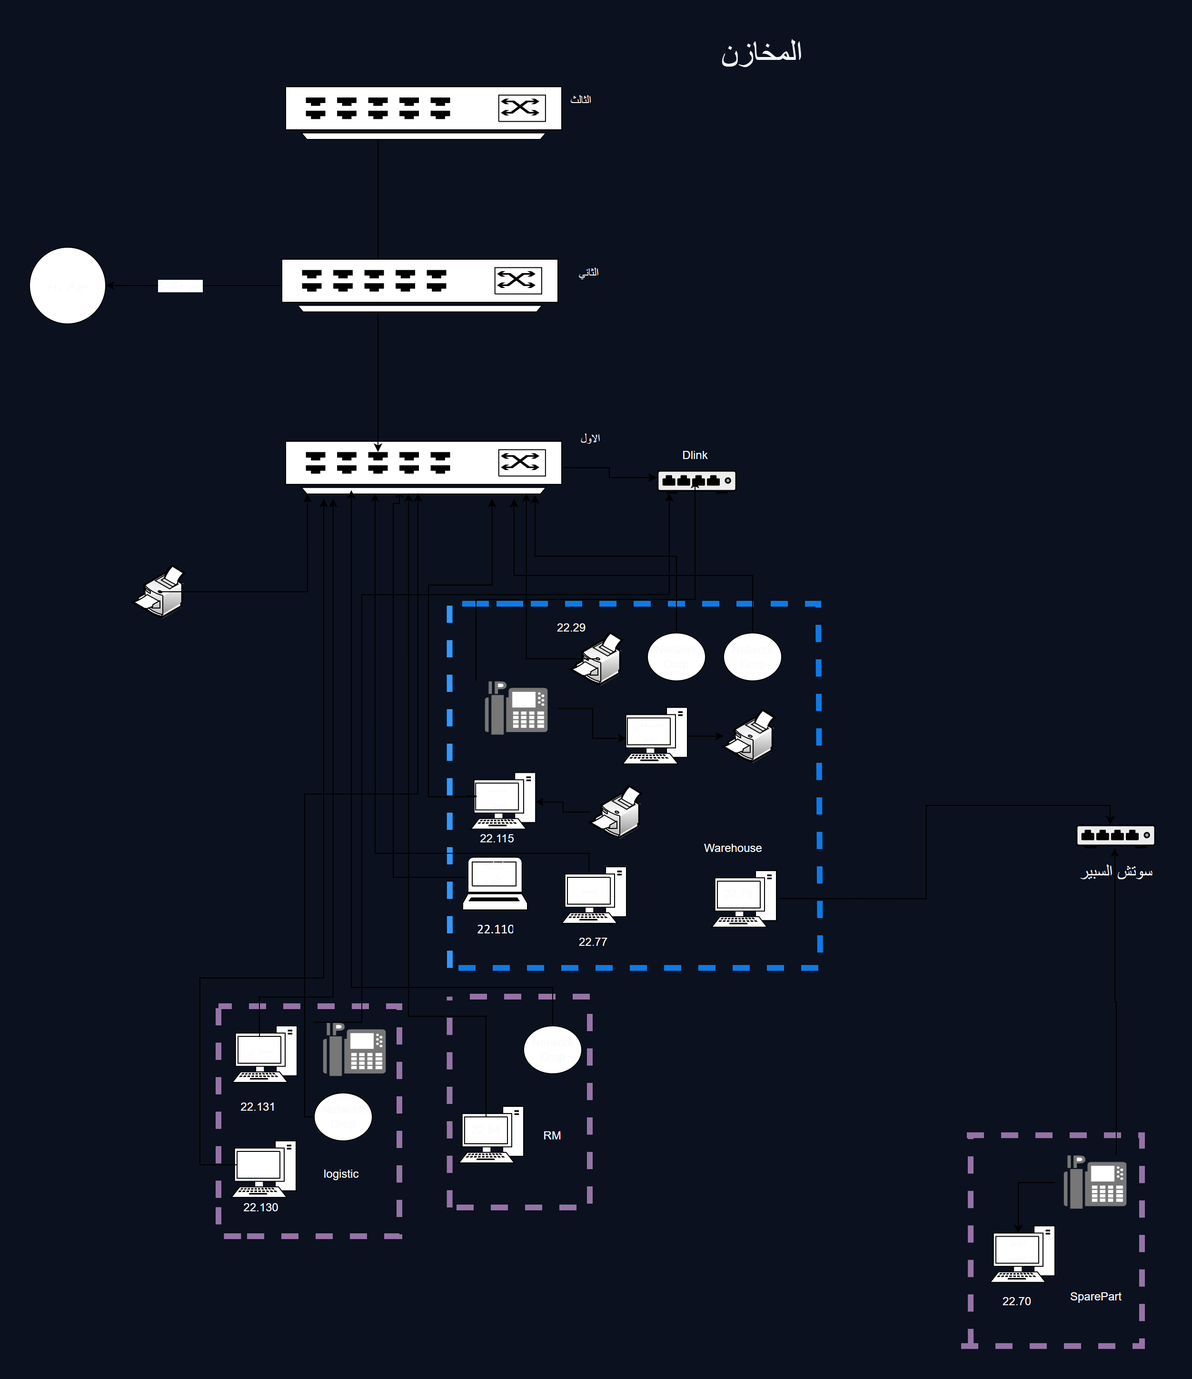 المخازن
الثالث
الثاني
الاول
Dlink
22.29
22.115
Warehouse
22.110
22.77
سوتش السبير
22.131
RM
logistic
22.130
SparePart
22.70